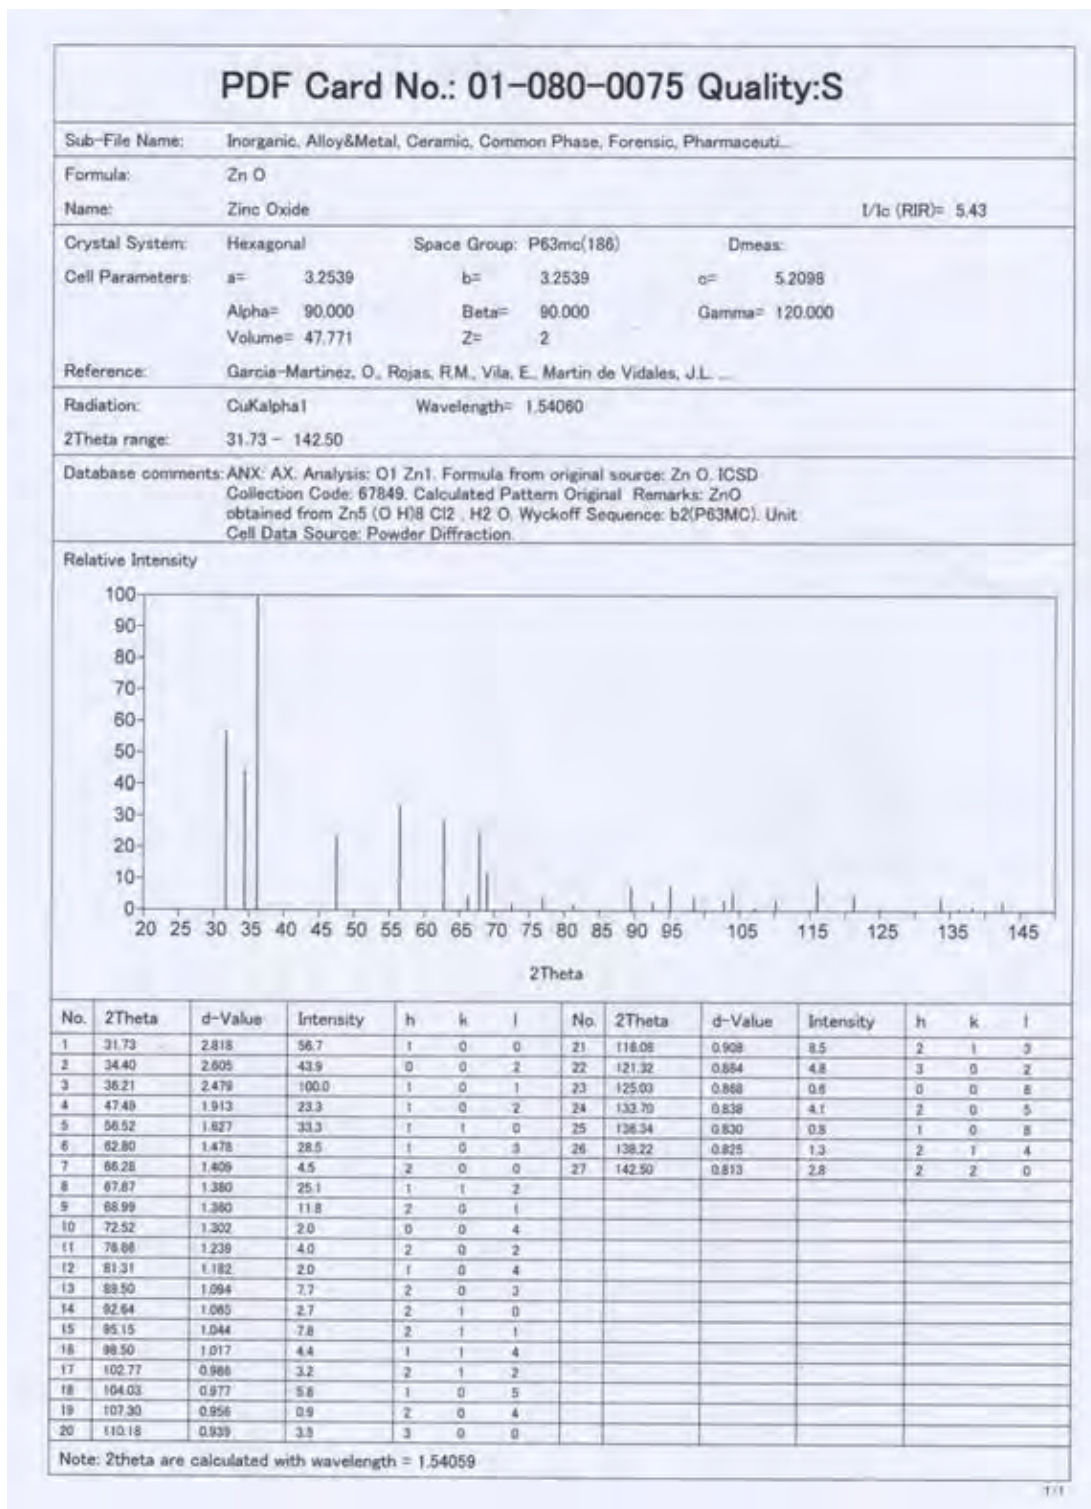 PDF Card No.: 01-080-0075 Quality:S
Sub-File Name: Inorganic, Alloy&Metal, Ceramic, Common Phase, Forensic, Pharmaceuti...
Formula: Zn O
Name: Zinc Oxide I/Ic (RIR)= 5.43
Crystal System: Hexagonal Space Group: P63mc(186) Dmeas:
Cell Parameters: a= 3.2539 b= 3.2539 c= 5.2098
Alpha= 90.000 Beta= 90.000 Gamma= 120.000
Volume= 47.771 Z= 2
Reference: Garcia-Martinez, O., Rojas, R.M., Vila, E., Martin de Vidales, J.L. ...
Radiation: CuKalpha1 Wavelength= 1.54060
2Theta range: 31.73 - 142.50
Database comments: ANX: AX. Analysis: O1 Zn1. Formula from original source: Zn O. ICSD
Collection Code: 67849. Calculated Pattern Original Remarks: ZnO
obtained from Zn5 (O H)8 Cl2 . H2 O. Wyckoff Sequence: b2(P63MC). Unit
Cell Data Source: Powder Diffraction.
Relative Intensity
100
90
80
70
60
50
40
30
20
10
0
20 25 30 35 40 45 50 55 60 65 70 75 80 85 90 95 105 115 125 135 145
2Theta
No. 2Theta d-Value Intensity h k l No. 2Theta d-Value Intensity h k l
1 31.73 2.818 56.7 1 0 0 21 116.08 0.908 8.5 2 1 3
2 34.40 2.605 43.9 0 0 2 22 121.32 0.884 4.8 3 0 2
3 36.21 2.479 100.0 1 0 1 23 125.03 0.868 0.6 0 0 6
4 47.49 1.913 23.3 1 0 2 24 133.70 0.838 4.1 2 0 5
5 56.52 1.627 33.3 1 1 0 25 136.34 0.830 0.8 1 0 6
6 62.80 1.478 28.5 1 0 3 26 138.22 0.825 1.3 2 1 4
7 66.28 1.409 4.5 2 0 0 27 142.50 0.813 2.8 2 2 0
8 67.87 1.380 25.1 1 1 2
9 68.99 1.360 11.8 2 0 1
10 72.52 1.302 2.0 0 0 4
11 76.86 1.239 4.0 2 0 2
12 81.31 1.182 2.0 1 0 4
13 89.50 1.094 7.7 2 0 3
14 92.64 1.065 2.7 2 1 0
15 95.15 1.044 7.8 2 1 1
16 98.50 1.017 4.4 1 1 4
17 102.77 0.986 3.2 2 1 2
18 104.03 0.977 5.8 1 0 5
19 107.30 0.956 0.9 2 0 4
20 110.18 0.939 3.9 3 0 0
Note: 2theta are calculated with wavelength = 1.54059
1/1